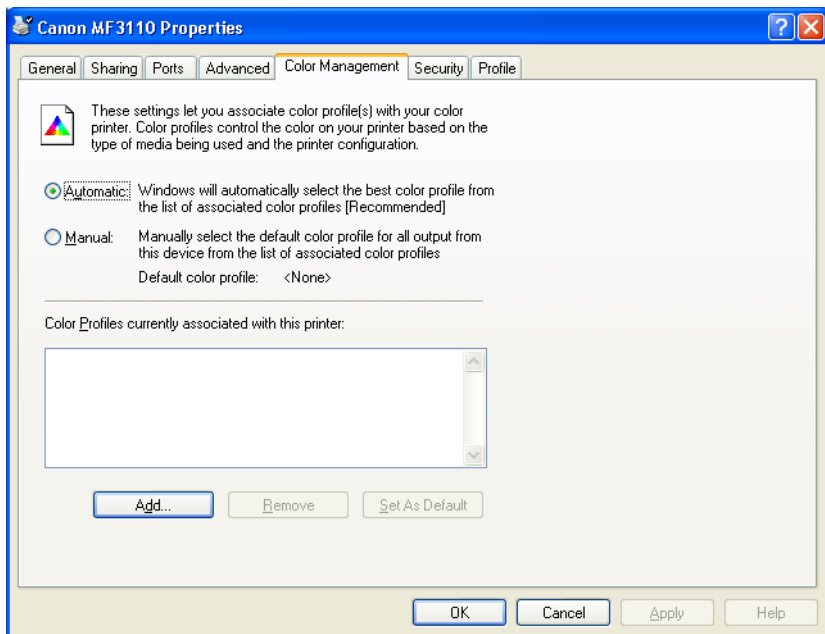 Canon MF3110 Properties
General Sharing Ports Advanced Color Management Security Profile
These settings let you associate color profile(s) with your color
printer. Color profiles control the color on your printer based on the
type of media being used and the printer configuration.
Automatic: Windows will automatically select the best color profile from
the list of associated color profiles [Recommended]
Manual: Manually select the default color profile for all output from
this device from the list of associated color profiles
Default color profile: <None>
Color Profiles currently associated with this printer:
Add... Remove Set As Default
OK Cancel Apply Help